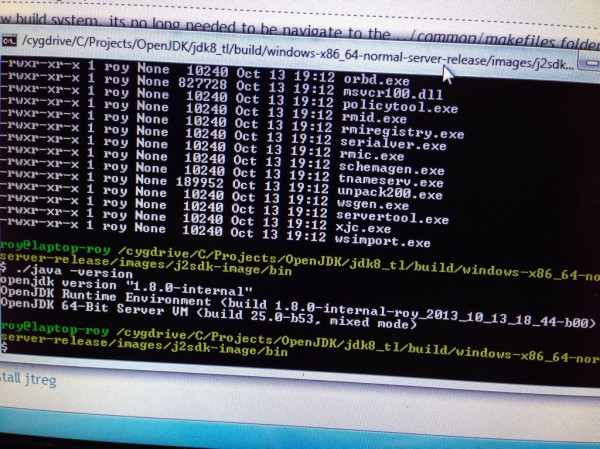 w build system, its no long needed to be navigate to the ../common/makefiles folder
/cygdrive/C/Projects/OpenJDK/jdk8_tl/build/windows-x86_64-normal-server-release/images/j2sdk...
-rwxr-xr-x 1 roy None 10240 Oct 13 19:12 orbd.exe
-rwxr-xr-x 1 roy None 827728 Oct 13 19:12 msvcr100.dll
-rwxr-xr-x 1 roy None 10240 Oct 13 19:12 policytool.exe
-rwxr-xr-x 1 roy None 10240 Oct 13 19:12 rmid.exe
-rwxr-xr-x 1 roy None 10240 Oct 13 19:12 rmiregistry.exe
-rwxr-xr-x 1 roy None 10240 Oct 13 19:12 serialver.exe
-rwxr-xr-x 1 roy None 10240 Oct 13 19:12 rmic.exe
-rwxr-xr-x 1 roy None 10240 Oct 13 19:12 schemagen.exe
-rwxr-xr-x 1 roy None 10240 Oct 13 19:12 tnameserv.exe
-rwxr-xr-x 1 roy None 189952 Oct 13 19:12 unpack200.exe
-rwxr-xr-x 1 roy None 10240 Oct 13 19:12 wsgen.exe
-rwxr-xr-x 1 roy None 10240 Oct 13 19:12 servertool.exe
-rwxr-xr-x 1 roy None 10240 Oct 13 19:12 xjc.exe
-rwxr-xr-x 1 roy None 10240 Oct 13 19:12 wsimport.exe
roy@laptop-roy /cygdrive/C/Projects/OpenJDK/jdk8_tl/build/windows-x86_64-no
server-release/images/j2sdk-image/bin
$ ./java -version
openjdk version "1.8.0-internal"
OpenJDK Runtime Environment (build 1.8.0-internal-roy_2013_10_13_18_44-b00)
OpenJDK 64-Bit Server VM (build 25.0-b53, mixed mode)
roy@laptop-roy /cygdrive/C/Projects/OpenJDK/jdk8_tl/build/windows-x86_64-nor
server-release/images/j2sdk-image/bin
$
stall jtreg